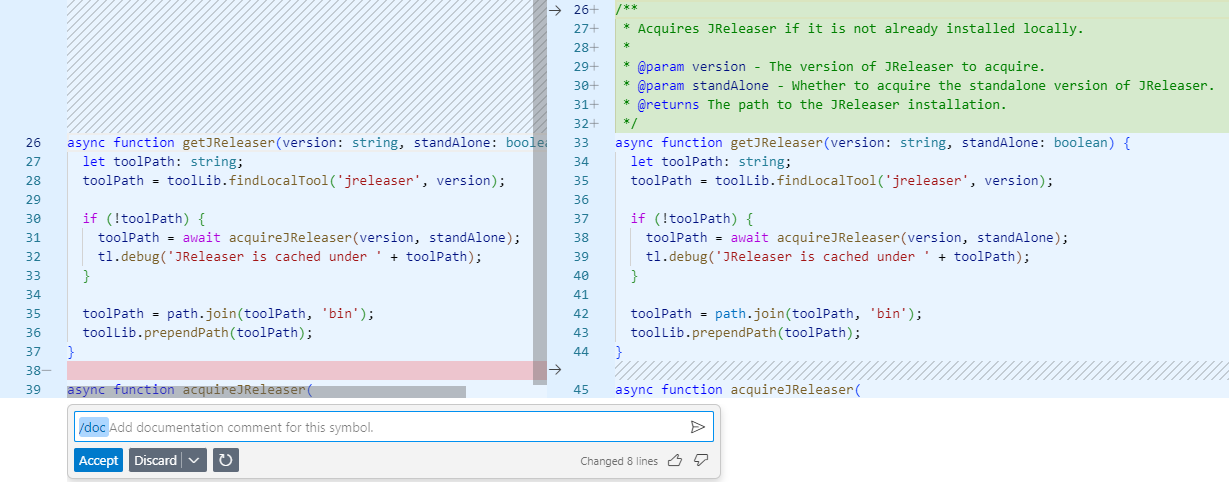 26+ /**
27+ * Acquires JReleaser if it is not already installed locally.
28+ *
29+ * @param version - The version of JReleaser to acquire.
30+ * @param standAlone - Whether to acquire the standalone version of JReleaser.
31+ * @returns The path to the JReleaser installation.
32+ */
26 async function getJReleaser(version: string, standAlone: boole
27 let toolPath: string;
28 toolPath = toolLib.findLocalTool('jreleaser', version);
29
30 if (!toolPath) {
31 toolPath = await acquireJReleaser(version, standAlone);
32 tl.debug('JReleaser is cached under ' + toolPath);
33 }
34
35 toolPath = path.join(toolPath, 'bin');
36 toolLib.prependPath(toolPath);
37 }
38−
39 async function acquireJReleaser(
33 async function getJReleaser(version: string, standAlone: boolean) {
34 let toolPath: string;
35 toolPath = toolLib.findLocalTool('jreleaser', version);
36
37 if (!toolPath) {
38 toolPath = await acquireJReleaser(version, standAlone);
39 tl.debug('JReleaser is cached under ' + toolPath);
40 }
41
42 toolPath = path.join(toolPath, 'bin');
43 toolLib.prependPath(toolPath);
44 }
45 async function acquireJReleaser(
/doc Add documentation comment for this symbol.
Accept Discard Changed 8 lines